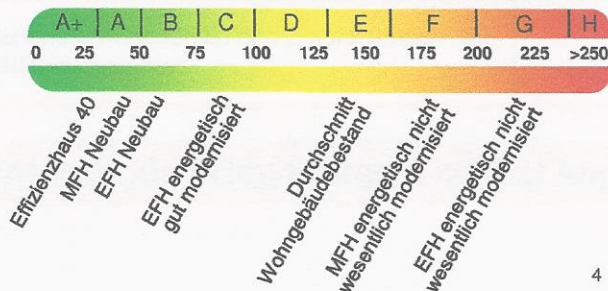 A+ A B C D E F G H
0 25 50 75 100 125 150 175 200 225 >250
Effizienzhaus 40
MFH Neubau
EFH Neubau
EFH energetisch
gut modernisiert
Durchschnitt
Wohngebäudebestand
MFH energetisch nicht
wesentlich modernisiert
EFH energetisch nicht
wesentlich modernisiert
4